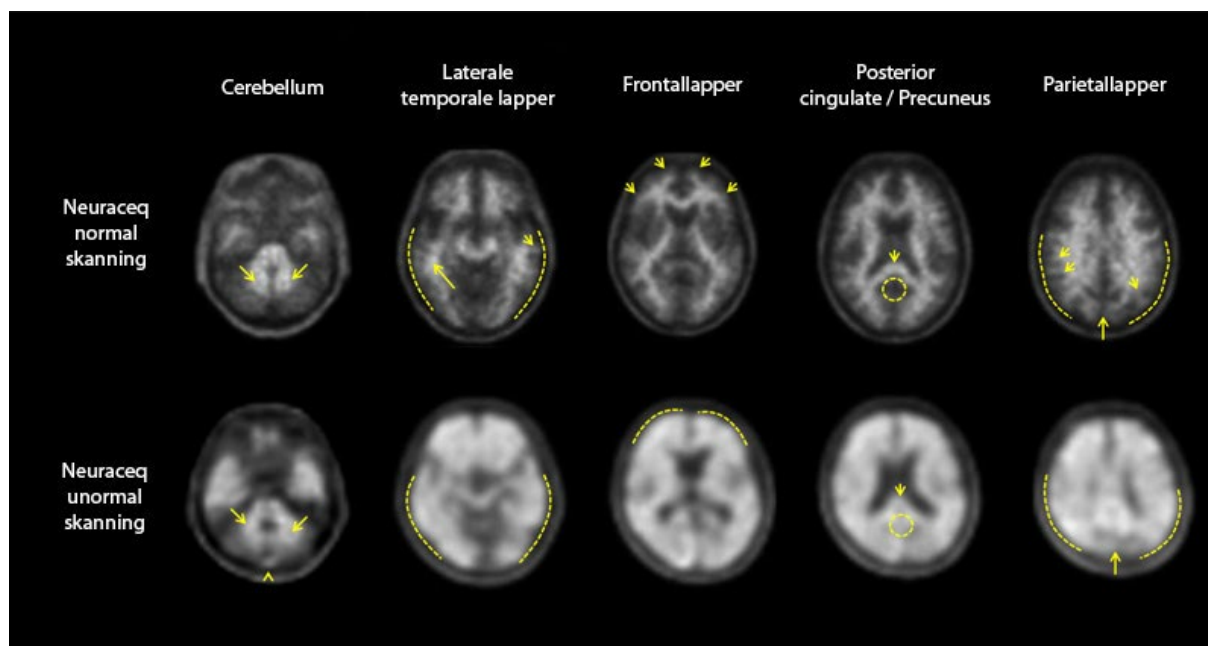 Cerebellum
Laterale
temporale lapper
Frontallapper
Posterior
cingulate / Precuneus
Parietallapper
Neuraceq
normal
skanning
Neuraceq
unormal
skanning